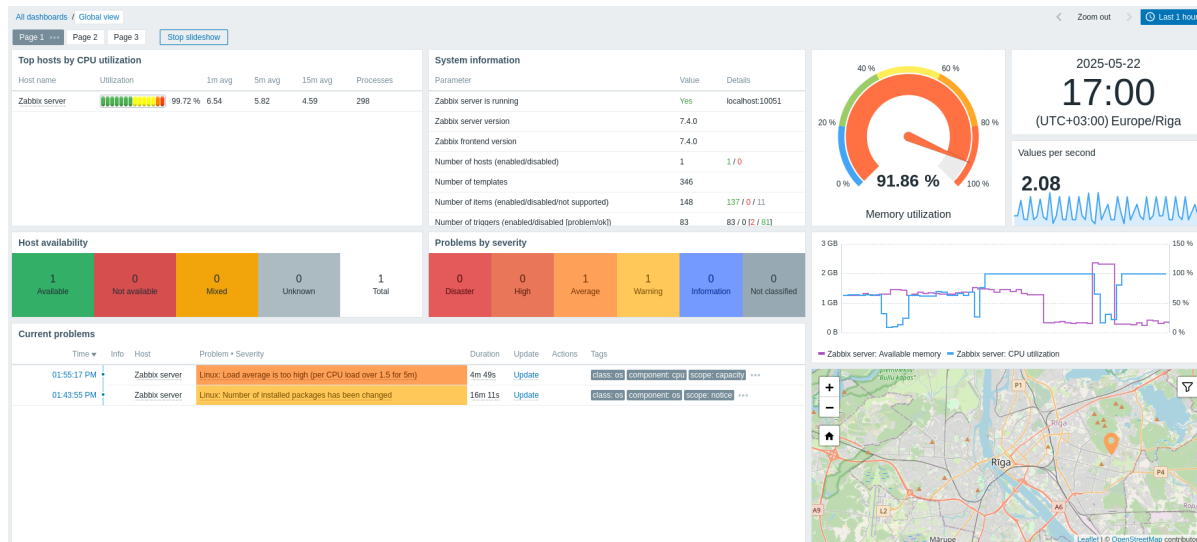 All dashboards / Global view
Zoom out
Last 1 hour
Page 1 •••
Page 2
Page 3
Stop slideshow
Top hosts by CPU utilization
Host name Utilization 1m avg 5m avg 15m avg Processes
Zabbix server 99.72 % 6.54 5.82 4.59 298
System information
Parameter Value Details
Zabbix server is running Yes localhost:10051
Zabbix server version 7.4.0
Zabbix frontend version 7.4.0
Number of hosts (enabled/disabled) 1 1 / 0
Number of templates 346
Number of items (enabled/disabled/not supported) 148 137 / 0 / 11
Number of triggers (enabled/disabled [problem/ok]) 83 83 / 0 [2 / 81]
40 % 60 %
20 % 80 %
0 % 91.86 % 100 %
Memory utilization
2025-05-22
17:00
(UTC+03:00) Europe/Riga
Values per second
2.08
Host availability
1 0 0 0 1
Available Not available Mixed Unknown Total
Problems by severity
0 0 1 1 0 0
Disaster High Average Warning Information Not classified
3 GB 150 %
2 GB 100 %
1 GB 50 %
0 B 0 %
Zabbix server: Available memory Zabbix server: CPU utilization
Current problems
Time Info Host Problem • Severity Duration Update Actions Tags
01:55:17 PM Zabbix server Linux: Load average is too high (per CPU load over 1.5 for 5m) 4m 49s Update class: os component: cpu scope: capacity •••
01:43:55 PM Zabbix server Linux: Number of installed packages has been changed 16m 11s Update class: os component: os scope: notice •••
+
−
Bullu kāpas"
P1
Rīga
Rīga
P4
A9
L2
A6
Mārupe
Leaflet | © OpenStreetMap contributor